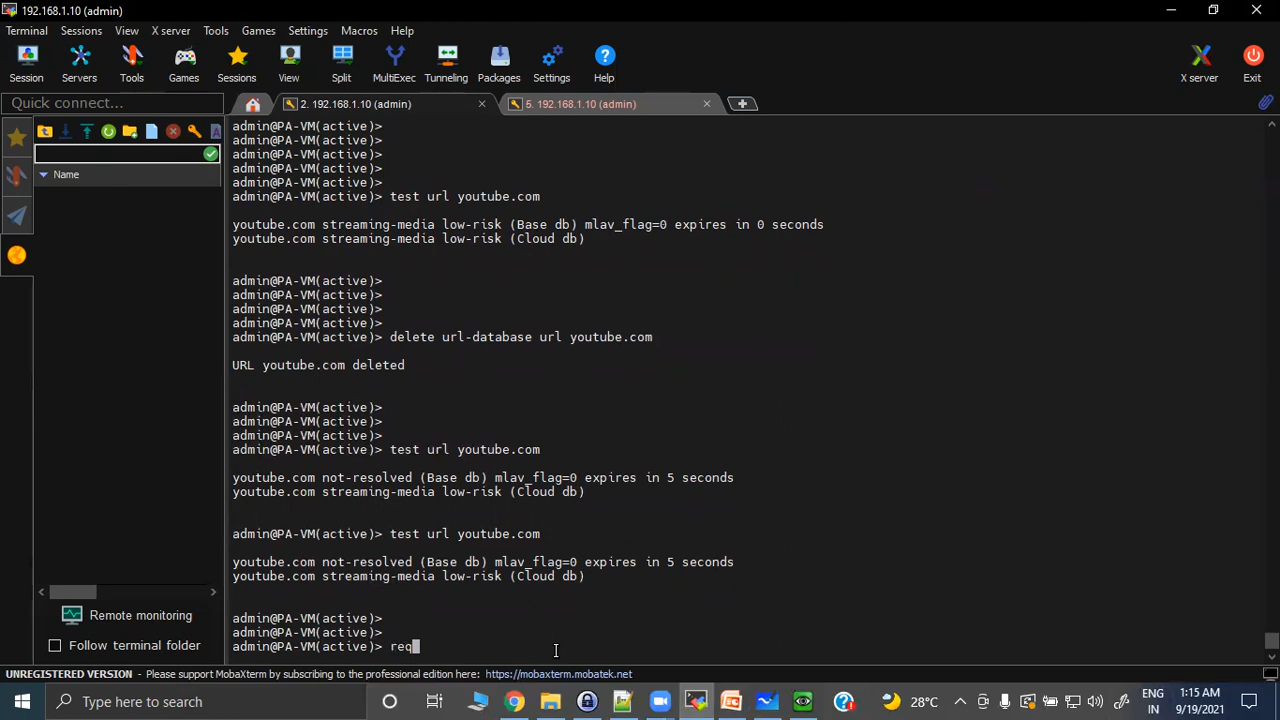 192.168.1.10 (admin)
Terminal Sessions View X server Tools Games Settings Macros Help
Session Servers Tools Games Sessions View Split MultiExec Tunneling Packages Settings Help X server Exit
Quick connect... 2. 192.168.1.10 (admin) 5. 192.168.1.10 (admin)
Name
admin@PA-VM(active)>
admin@PA-VM(active)>
admin@PA-VM(active)>
admin@PA-VM(active)>
admin@PA-VM(active)>
admin@PA-VM(active)> test url youtube.com
youtube.com streaming-media low-risk (Base db) mlav_flag=0 expires in 0 seconds
youtube.com streaming-media low-risk (Cloud db)
admin@PA-VM(active)>
admin@PA-VM(active)>
admin@PA-VM(active)>
admin@PA-VM(active)>
admin@PA-VM(active)> delete url-database url youtube.com
URL youtube.com deleted
admin@PA-VM(active)>
admin@PA-VM(active)>
admin@PA-VM(active)>
admin@PA-VM(active)> test url youtube.com
youtube.com not-resolved (Base db) mlav_flag=0 expires in 5 seconds
youtube.com streaming-media low-risk (Cloud db)
admin@PA-VM(active)> test url youtube.com
youtube.com not-resolved (Base db) mlav_flag=0 expires in 5 seconds
youtube.com streaming-media low-risk (Cloud db)
admin@PA-VM(active)>
admin@PA-VM(active)>
admin@PA-VM(active)> req
Remote monitoring
Follow terminal folder
UNREGISTERED VERSION - Please support MobaXterm by subscribing to the professional edition here: https://mobaxterm.mobatek.net
Type here to search
28°C
ENG
IN
1:15 AM
9/19/2021